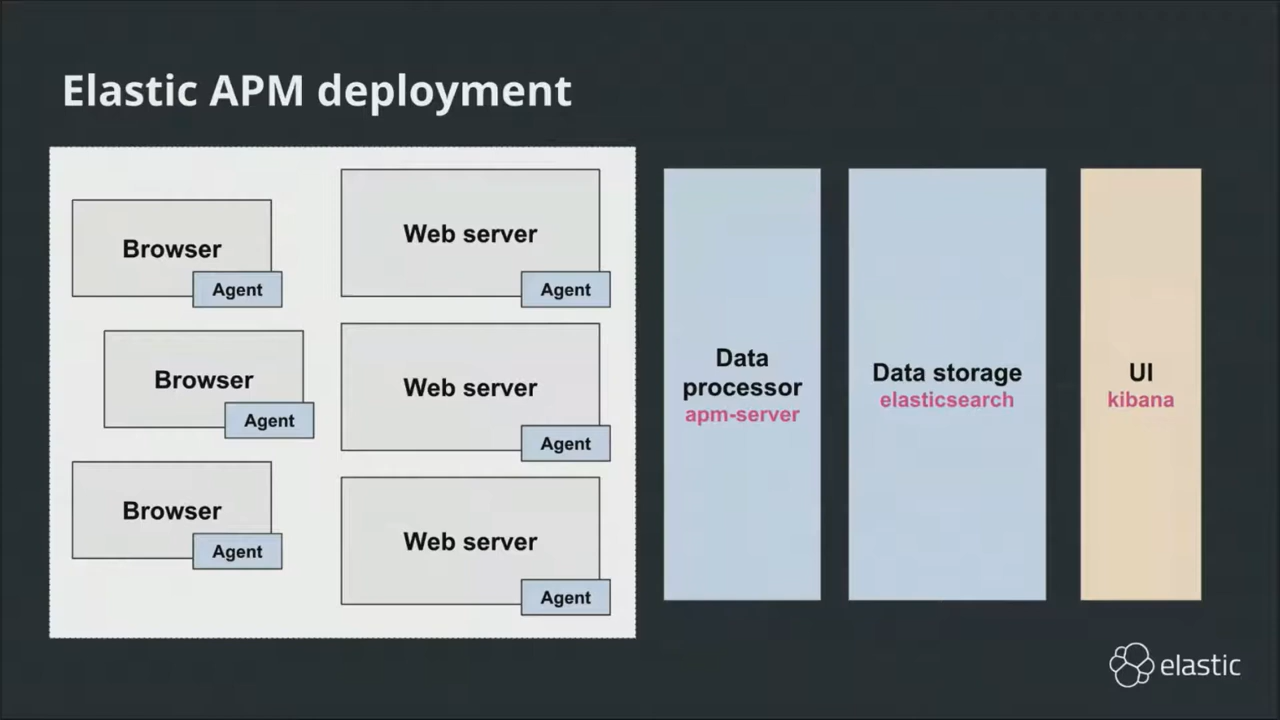 Elastic APM deployment
Browser
Agent
Browser
Agent
Browser
Agent
Web server
Agent
Web server
Agent
Web server
Agent
Data
processor
apm-server
Data storage
elasticsearch
UI
kibana
elastic